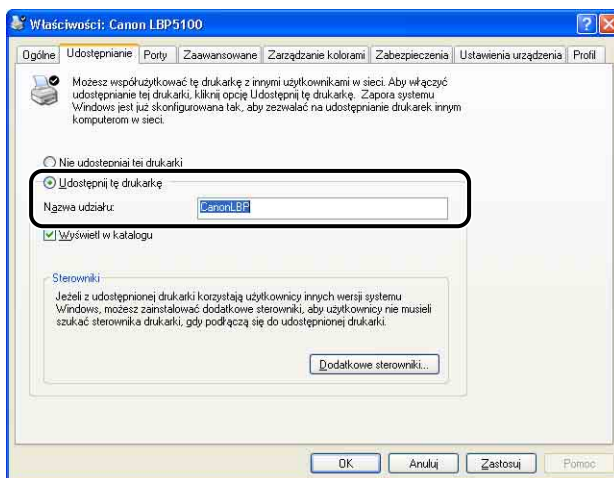 Właściwości: Canon LBP5100
Ogólne Udostępnianie Porty Zaawansowane Zarządzanie kolorami Zabezpieczenia Ustawienia urządzenia Profil
Możesz współużytkować tę drukarkę z innymi użytkownikami w sieci. Aby włączyć
udostępnianie tej drukarki, kliknij opcję Udostępnij tę drukarkę. Zapora systemu
Windows jest już skonfigurowana tak, aby zezwalać na udostępnianie drukarek innym
komputerom w sieci.
Nie udostępniaj tej drukarki
Udostępnij tę drukarkę
Nazwa udziału: CanonLBP
Wyświetl w katalogu
Sterowniki
Jeżeli z udostępnionej drukarki korzystają użytkownicy innych wersji systemu
Windows, możesz zainstalować dodatkowe sterowniki, aby użytkownicy nie musieli
szukać sterownika drukarki, gdy podłączą się do udostępnionej drukarki.
Dodatkowe sterowniki...
OK Anuluj Zastosuj Pomoc